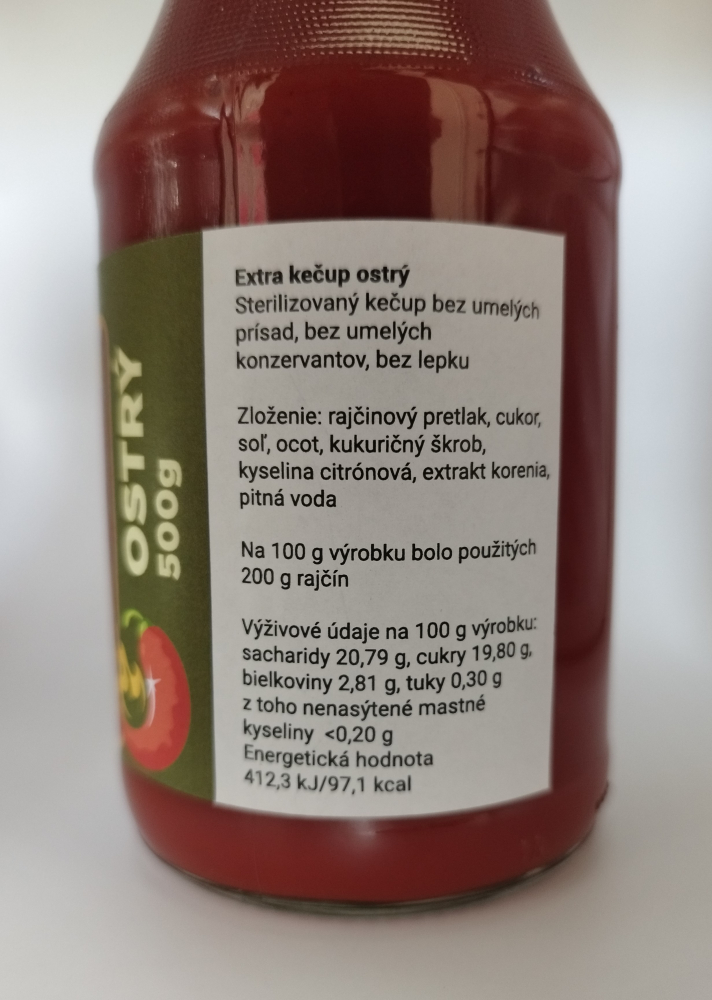 OSTRÝ
500g
Extra kečup ostrý
Sterilizovaný kečup bez umelých
prísad, bez umelých
konzervantov, bez lepku
Zloženie: rajčinový pretlak, cukor,
soľ, ocot, kukuričný škrob,
kyselina citrónová, extrakt korenia,
pitná voda
Na 100 g výrobku bolo použitých
200 g rajčín
Výživové údaje na 100 g výrobku:
sacharidy 20,79 g, cukry 19,80 g,
bielkoviny 2,81 g, tuky 0,30 g
z toho nenasýtené mastné
kyseliny <0,20 g
Energetická hodnota
412,3 kJ/97,1 kcal